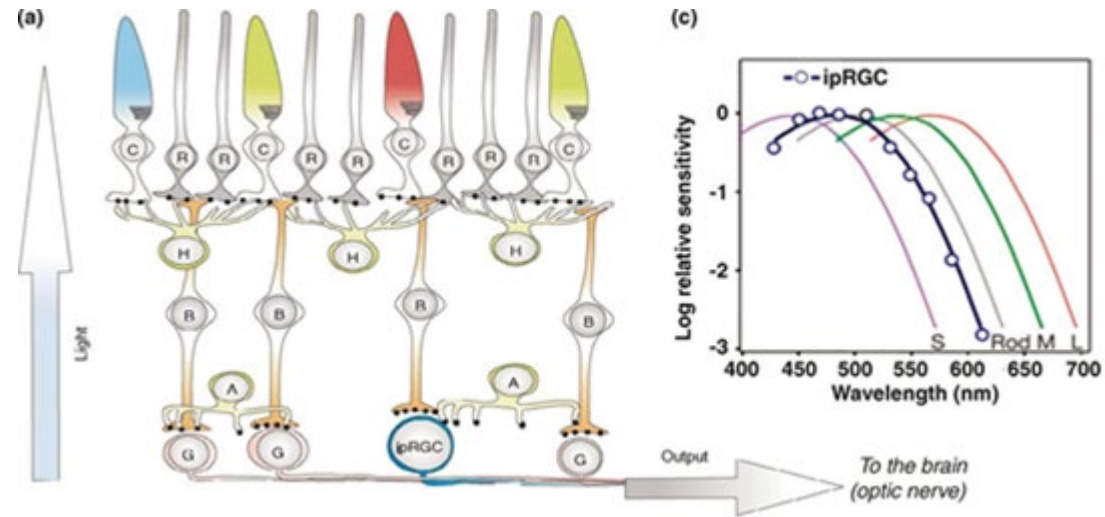 (a)
C R R C R R C R R R C
H H H
R B R B
A A
G G ipRGC G
Light
Output
To the brain
(optic nerve)
(c)
ipRGC
Log relative sensitivity
0
-1
-2
-3
S Rod M L
400 450 500 550 600 650 700
Wavelength (nm)